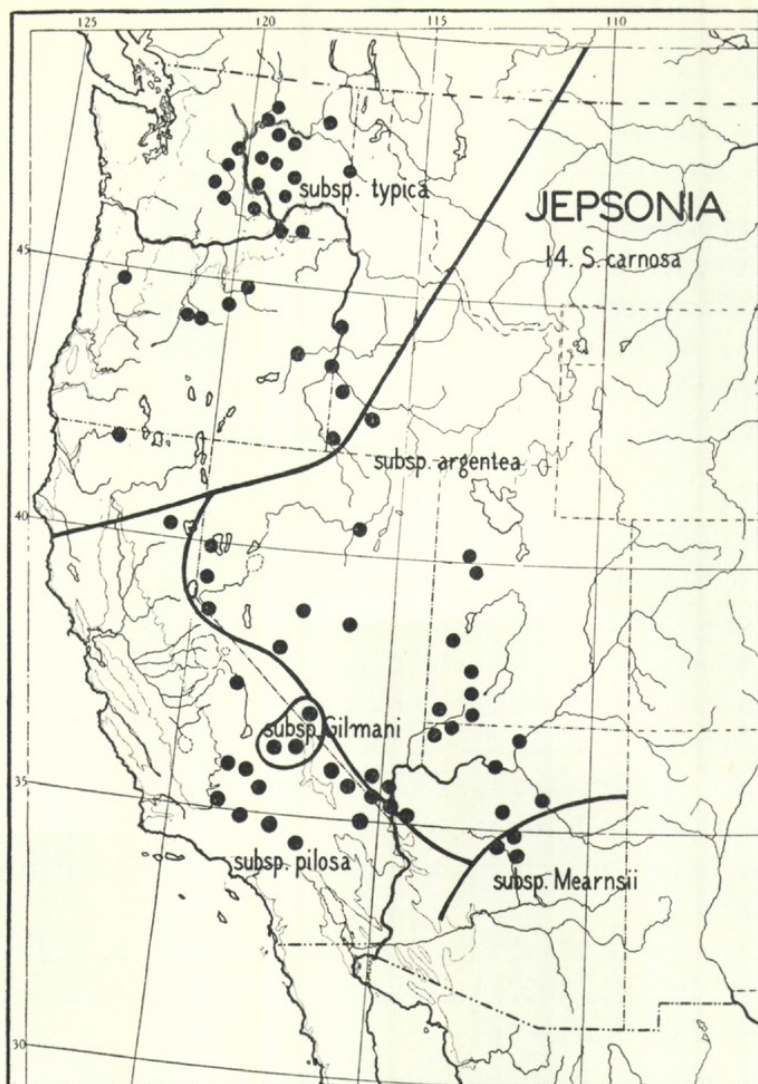 125 120 115 110
subsp. typica
JEPSONIA
14. S. carnosa
45
subsp. argentea
40
subsp. Gilmani
35
subsp. pilosa
subsp. Mearnsii
30